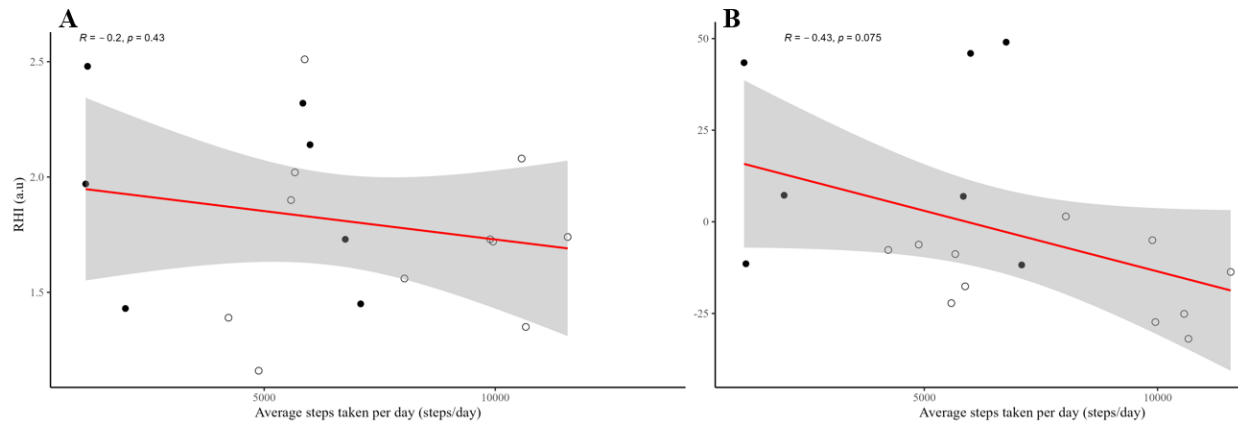 A
R = − 0.2, p = 0.43
2.5
2.0
1.5
RHI (a.u)
5000
10000
Average steps taken per day (steps/day)
B
R = − 0.43, p = 0.075
50
25
0
-25
5000
10000
Average steps taken per day (steps/day)